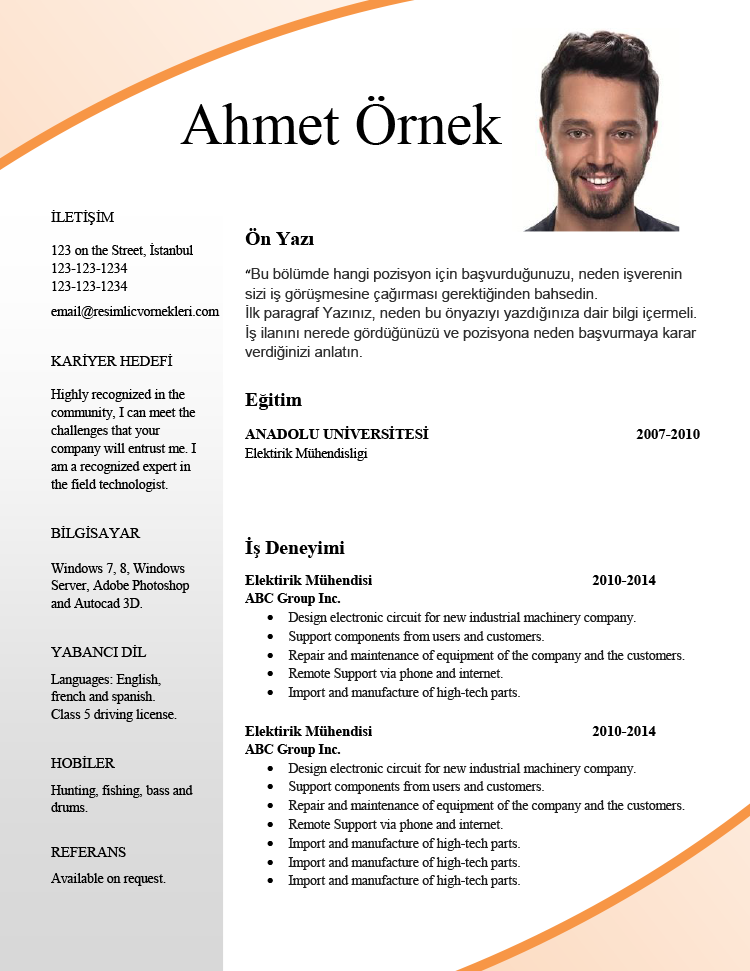 Ahmet Örnek
İLETİŞİM
123 on the Street, İstanbul
123-123-1234
123-123-1234
email@resimlicvornekleri.com
KARİYER HEDEFİ
Highly recognized in the
community, I can meet the
challenges that your
company will entrust me. I
am a recognized expert in
the field technologist.
BİLGİSAYAR
Windows 7, 8, Windows
Server, Adobe Photoshop
and Autocad 3D.
YABANCI DİL
Languages: English,
french and spanish.
Class 5 driving license.
HOBİLER
Hunting, fishing, bass and
drums.
REFERANS
Available on request.
Ön Yazı
“Bu bölümde hangi pozisyon için başvurduğunuzu, neden işverenin
sizi iş görüşmesine çağırması gerektiğinden bahsedin.
İlk paragraf Yazınız, neden bu önyazıyı yazdığınıza dair bilgi içermeli.
İş ilanını nerede gördüğünüzü ve pozisyona neden başvurmaya karar
verdiğinizi anlatın.
Eğitim
ANADOLU UNİVERSİTESİ 2007-2010
Elektirik Mühendisligi
İş Deneyimi
Elektirik Mühendisi 2010-2014
ABC Group Inc.
• Design electronic circuit for new industrial machinery company.
• Support components from users and customers.
• Repair and maintenance of equipment of the company and the customers.
• Remote Support via phone and internet.
• Import and manufacture of high-tech parts.
Elektirik Mühendisi 2010-2014
ABC Group Inc.
• Design electronic circuit for new industrial machinery company.
• Support components from users and customers.
• Repair and maintenance of equipment of the company and the customers.
• Remote Support via phone and internet.
• Import and manufacture of high-tech parts.
• Import and manufacture of high-tech parts.
• Import and manufacture of high-tech parts.